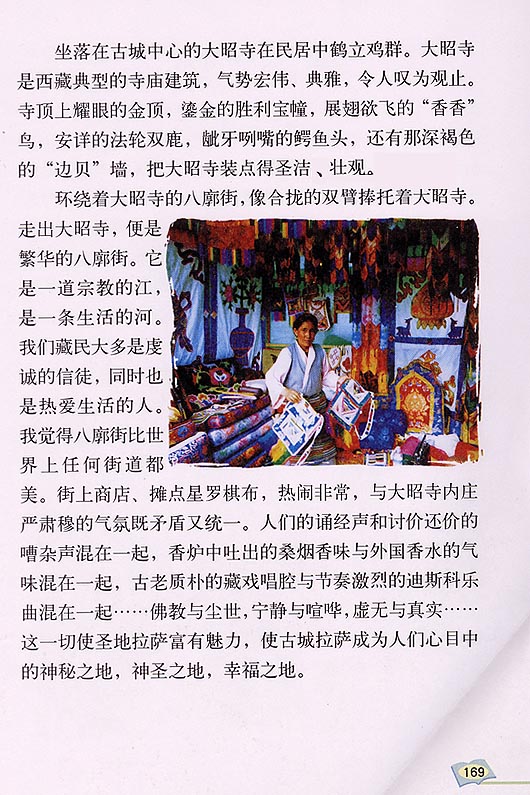 坐落在古城中心的大昭寺在民居中鹤立鸡群。大昭寺
是西藏典型的寺庙建筑，气势宏伟、典雅，令人叹为观止。
寺顶上耀眼的金顶，鎏金的胜利宝幢，展翅欲飞的“香香”
鸟，安详的法轮双鹿，龇牙咧嘴的鳄鱼头，还有那深褐色
的“边贝”墙，把大昭寺装点得圣洁、壮观。
环绕着大昭寺的八廓街，像合拢的双臂捧托着大昭寺。
走出大昭寺，便是
繁华的八廓街。它
是一道宗教的江，
是一条生活的河。
我们藏民大多是虔
诚的信徒，同时也
是热爱生活的人。
我觉得八廓街比世
界上任何街道都
美。街上商店、摊点星罗棋布，热闹非常，与大昭寺内庄
严肃穆的气氛既矛盾又统一。人们的诵经声和讨价还价的
嘈杂声混在一起，香炉中吐出的桑烟香味与外国香水的气
味混在一起，古老质朴的藏戏唱腔与节奏激烈的迪斯科乐
曲混在一起……佛教与尘世，宁静与喧哗，虚无与真实……
这一切使圣地拉萨富有魅力，使古城拉萨成为人们心目中
的神秘之地，神圣之地，幸福之地。
169